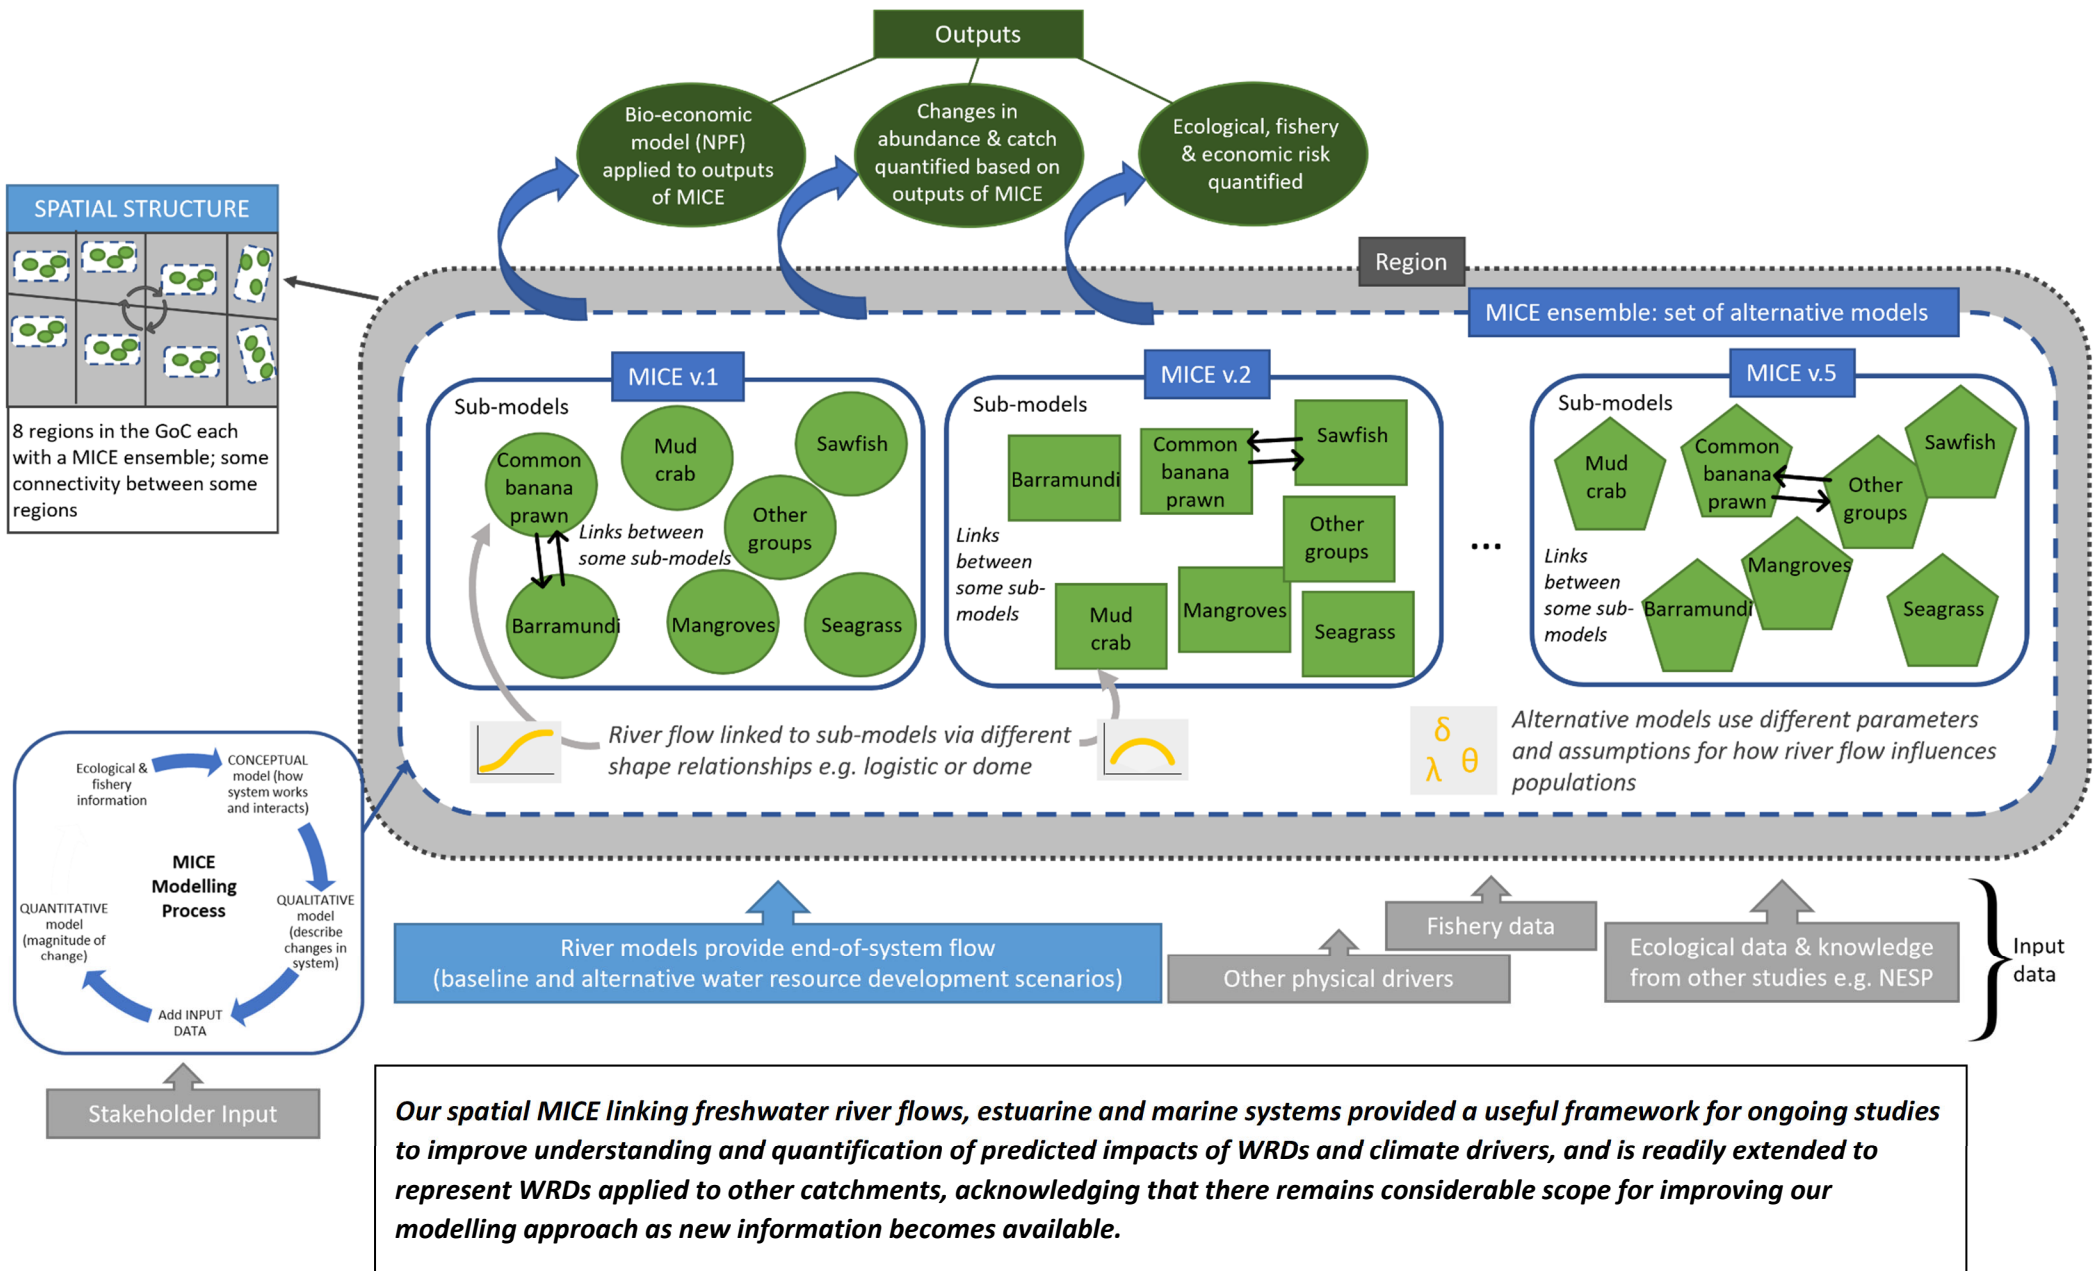 Outputs
Bio-economic
model (NPF)
applied to outputs
of MICE
Changes in
abundance & catch
quantified based on
outputs of MICE
Ecological, fishery
& economic risk
quantified
SPATIAL STRUCTURE
8 regions in the GoC each
with a MICE ensemble; some
connectivity between some
regions
Region
MICE ensemble: set of alternative models
MICE v.1
Sub-models
Common
banana
prawn
Mud
crab
Sawfish
Other
groups
Links between
some sub-models
Barramundi
Mangroves
Seagrass
MICE v.2
Sub-models
Barramundi
Common
banana
prawn
Sawfish
Other
groups
Links
between
some sub-
models
Mud
crab
Mangroves
Seagrass
...
MICE v.5
Sub-models
Mud
crab
Common
banana
prawn
Other
groups
Sawfish
Links
between
some sub-
models
Barramundi
Mangroves
Seagrass
River flow linked to sub-models via different
shape relationships e.g. logistic or dome
δ
λ θ
Alternative models use different parameters
and assumptions for how river flow influences
populations
MICE
Modelling
Process
Ecological &
fishery
information
CONCEPTUAL
model (how
system works
and interacts)
QUALITATIVE
model
(describe
changes in
system)
Add INPUT
DATA
QUANTITATIVE
model
(magnitude of
change)
Stakeholder Input
River models provide end-of-system flow
(baseline and alternative water resource development scenarios)
Other physical drivers
Fishery data
Ecological data & knowledge
from other studies e.g. NESP
Input
data
Our spatial MICE linking freshwater river flows, estuarine and marine systems provided a useful framework for ongoing studies
to improve understanding and quantification of predicted impacts of WRDs and climate drivers, and is readily extended to
represent WRDs applied to other catchments, acknowledging that there remains considerable scope for improving our
modelling approach as new information becomes available.